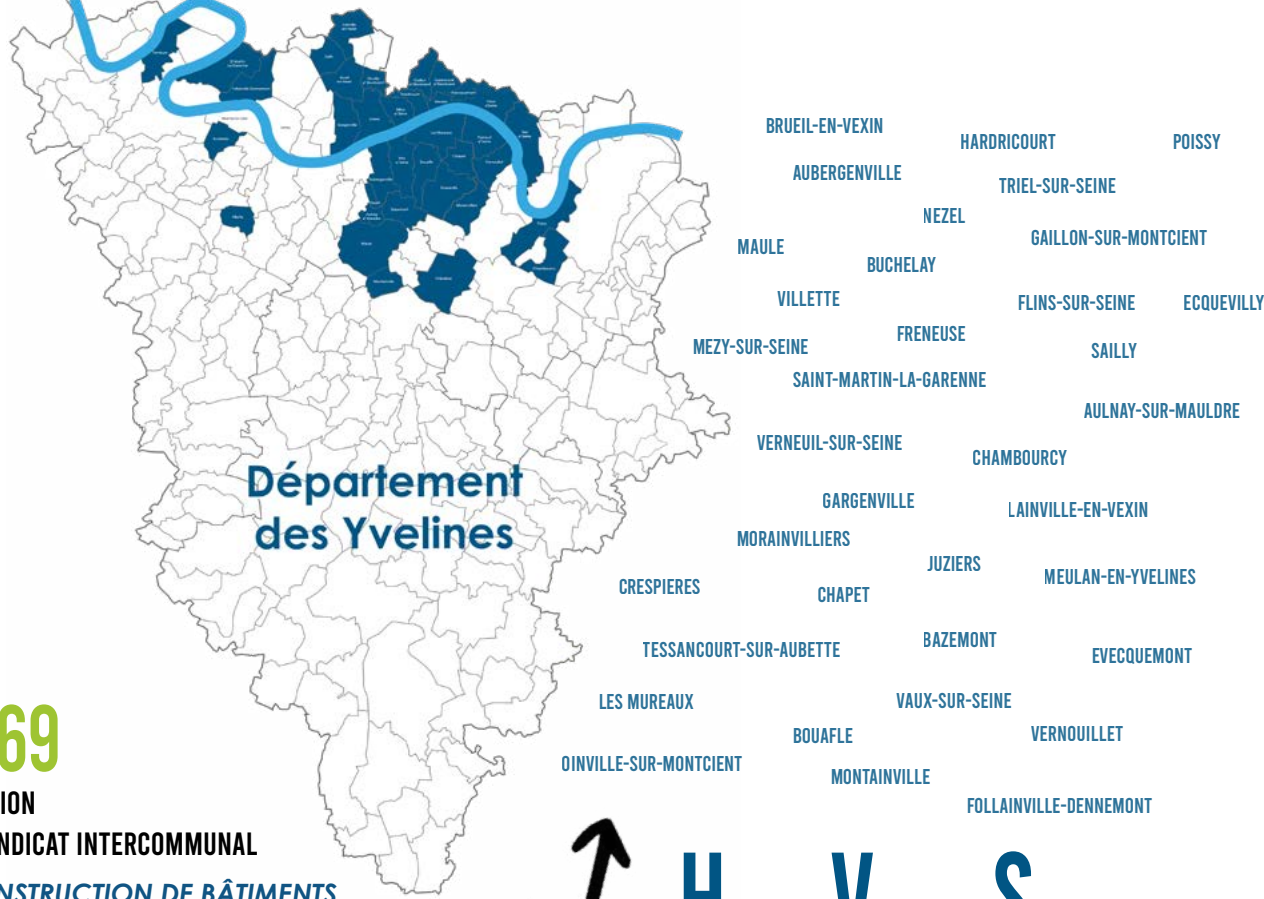 BRUEIL-EN-VEXIN
HARDRICOURT
POISSY
AUBERGENVILLE
TRIEL-SUR-SEINE
NEZEL
GAILLON-SUR-MONTCIENT
MAULE
BUCHELAY
VILLETTE
FLINS-SUR-SEINE
ECQUEVILLY
FRENEUSE
MEZY-SUR-SEINE
SAILLY
SAINT-MARTIN-LA-GARENNE
AULNAY-SUR-MAULDRE
VERNEUIL-SUR-SEINE
CHAMBOURCY
GARGENVILLE
LAINVILLE-EN-VEXIN
MORAINVILLIERS
JUZIERS
MEULAN-EN-YVELINES
CRESPIERES
CHAPET
TESSANCOURT-SUR-AUBETTE
BAZEMONT
EVECQUEMONT
LES MUREAUX
VAUX-SUR-SEINE
BOUAFLE
VERNOUILLET
OINVILLE-SUR-MONTCIENT
MONTAINVILLE
FOLLAINVILLE-DENNEMONT
Département
des Yvelines
69
ION
NDICAT INTERCOMMUNAL
NSTRUCTION DE BÂTIMENTS
H V S